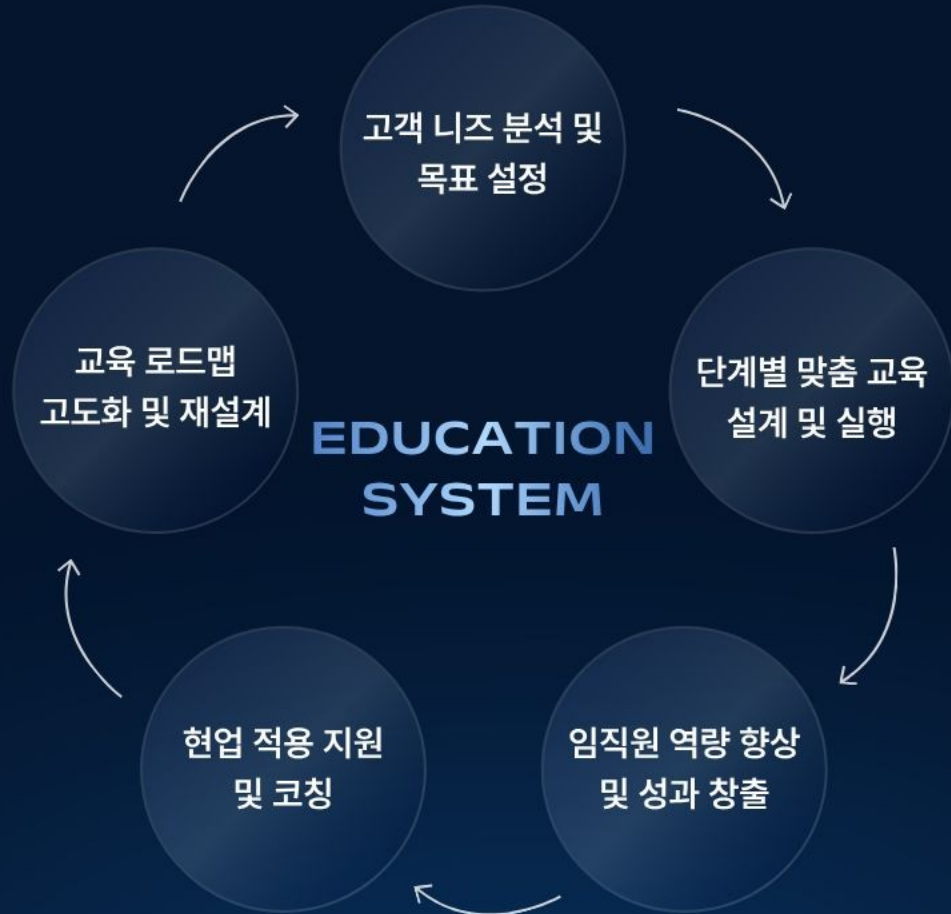 고객 니즈 분석 및
목표 설정
단계별 맞춤 교육
설계 및 실행
임직원 역량 향상
및 성과 창출
현업 적용 지원
및 코칭
교육 로드맵
고도화 및 재설계
EDUCATION
SYSTEM